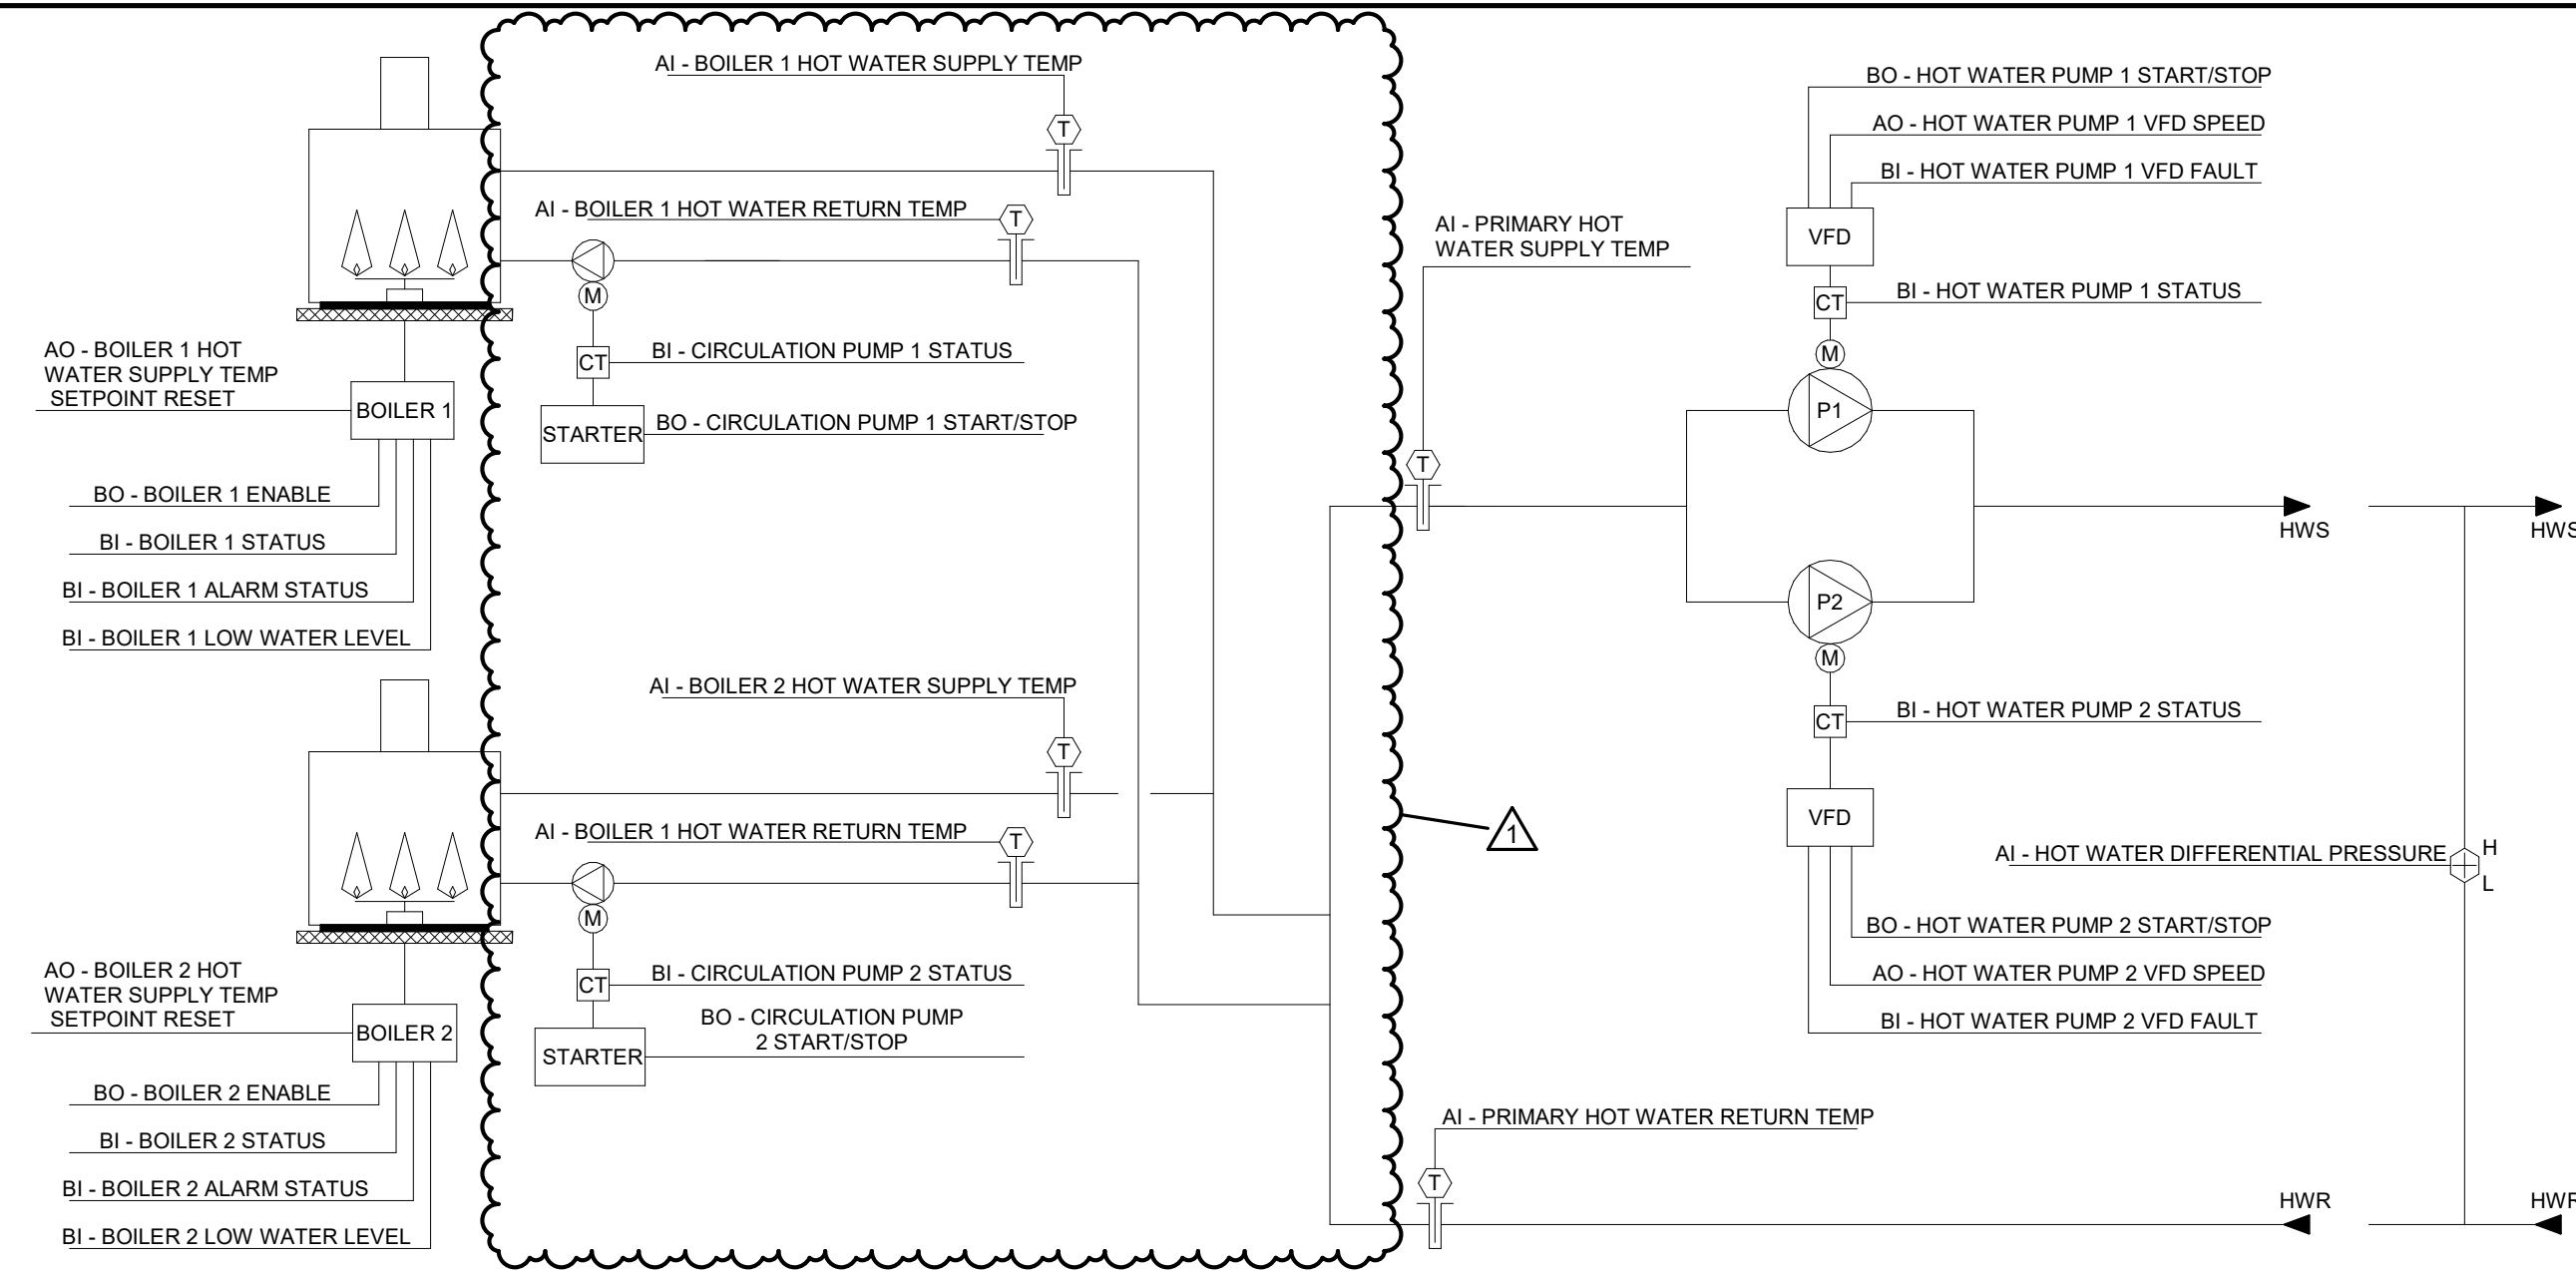 AI - BOILER 1 HOT WATER SUPPLY TEMP
T
AI - BOILER 1 HOT WATER RETURN TEMP
T
M
CT
BI - CIRCULATION PUMP 1 STATUS
STARTER
BO - CIRCULATION PUMP 1 START/STOP
AO - BOILER 1 HOT
WATER SUPPLY TEMP
SETPOINT RESET
BOILER 1
BO - BOILER 1 ENABLE
BI - BOILER 1 STATUS
BI - BOILER 1 ALARM STATUS
BI - BOILER 1 LOW WATER LEVEL
AI - BOILER 2 HOT WATER SUPPLY TEMP
T
AI - BOILER 1 HOT WATER RETURN TEMP
T
M
CT
BI - CIRCULATION PUMP 2 STATUS
STARTER
BO - CIRCULATION PUMP
2 START/STOP
AO - BOILER 2 HOT
WATER SUPPLY TEMP
SETPOINT RESET
BOILER 2
BO - BOILER 2 ENABLE
BI - BOILER 2 STATUS
BI - BOILER 2 ALARM STATUS
BI - BOILER 2 LOW WATER LEVEL
AI - PRIMARY HOT
WATER SUPPLY TEMP
T
1
AI - PRIMARY HOT WATER RETURN TEMP
T
BO - HOT WATER PUMP 1 START/STOP
AO - HOT WATER PUMP 1 VFD SPEED
BI - HOT WATER PUMP 1 VFD FAULT
VFD
CT
BI - HOT WATER PUMP 1 STATUS
M
P1
P2
M
CT
BI - HOT WATER PUMP 2 STATUS
VFD
BO - HOT WATER PUMP 2 START/STOP
AO - HOT WATER PUMP 2 VFD SPEED
BI - HOT WATER PUMP 2 VFD FAULT
HWS
HWS
AI - HOT WATER DIFFERENTIAL PRESSURE
H
L
HWR
HWR